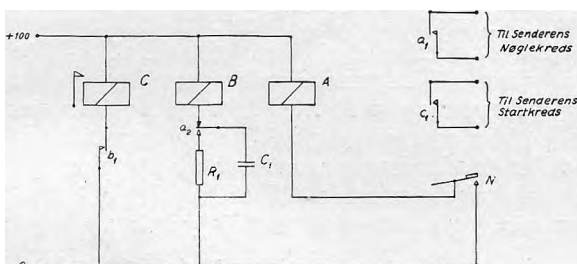 +100
C
B
A
a1
Til Senderens
Nøglekreds
c1
Til Senderens
Startkreds
a2
b1
R1
C1
N